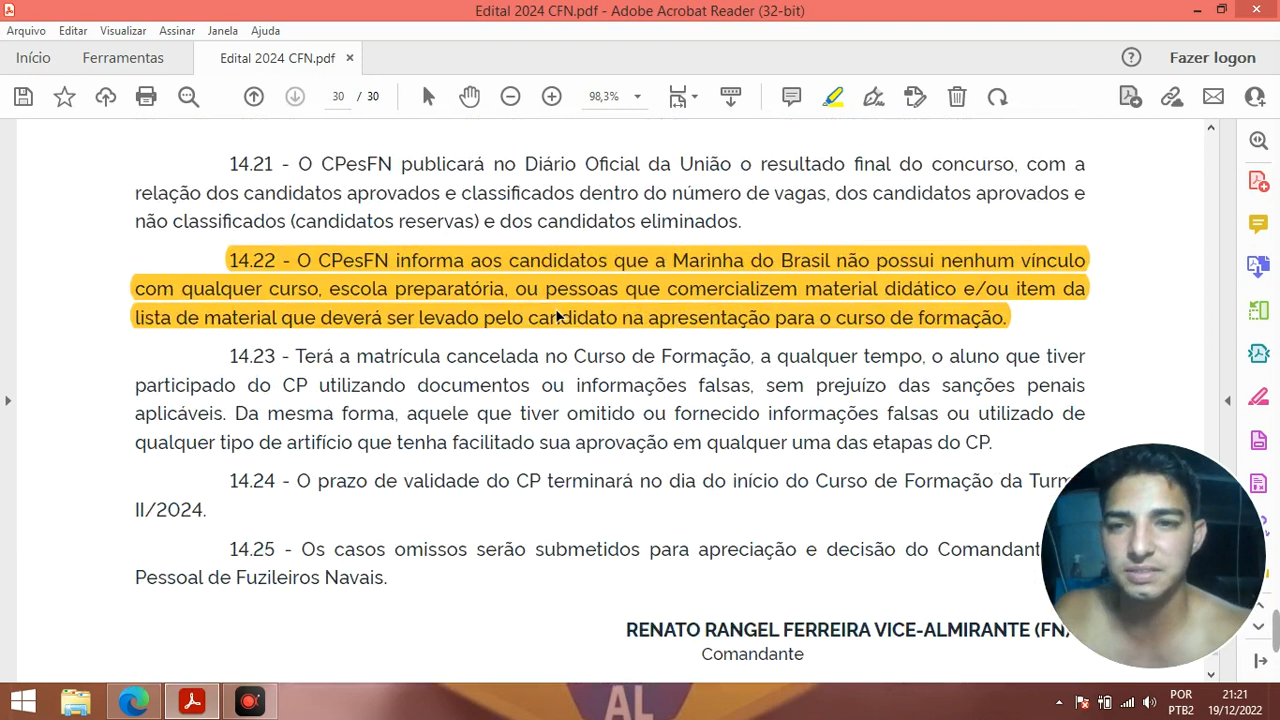 Edital 2024 CFN.pdf - Adobe Acrobat Reader (32-bit)
Arquivo Editar Visualizar Assinar Janela Ajuda
Início Ferramentas Edital 2024 CFN.pdf × Fazer logon
30 / 30 98,3%
14.21 - O CPesFN publicará no Diário Oficial da União o resultado final do concurso, com a
relação dos candidatos aprovados e classificados dentro do número de vagas, dos candidatos aprovados e
não classificados (candidatos reservas) e dos candidatos eliminados.
14.22 - O CPesFN informa aos candidatos que a Marinha do Brasil não possui nenhum vínculo
com qualquer curso, escola preparatória, ou pessoas que comercializem material didático e/ou item da
lista de material que deverá ser levado pelo candidato na apresentação para o curso de formação.
14.23 - Terá a matrícula cancelada no Curso de Formação, a qualquer tempo, o aluno que tiver
participado do CP utilizando documentos ou informações falsas, sem prejuízo das sanções penais
aplicáveis. Da mesma forma, aquele que tiver omitido ou fornecido informações falsas ou utilizado de
qualquer tipo de artifício que tenha facilitado sua aprovação em qualquer uma das etapas do CP.
14.24 - O prazo de validade do CP terminará no dia do início do Curso de Formação da Turm
II/2024.
14.25 - Os casos omissos serão submetidos para apreciação e decisão do Comandant
Pessoal de Fuzileiros Navais.
RENATO RANGEL FERREIRA VICE-ALMIRANTE (FN)
Comandante
AL
POR 21:21
PTB2 19/12/2022